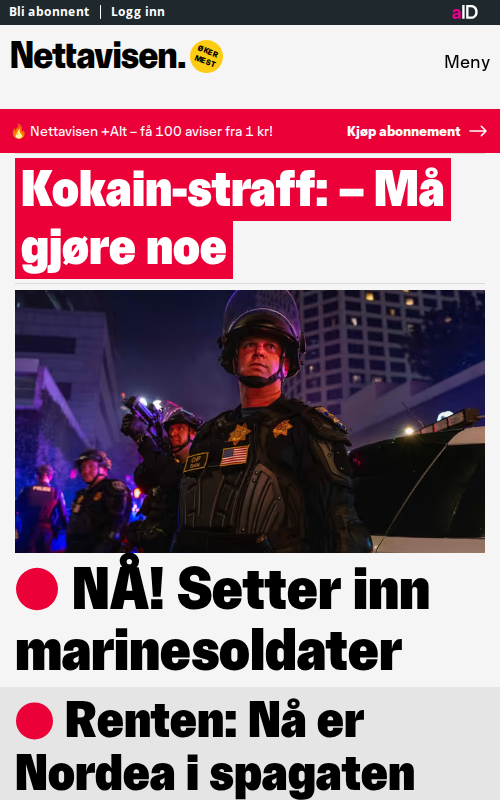 Bli abonnent
Logg inn
aID
Nettavisen.
ØKER
MEST
Meny
Nettavisen +Alt – få 100 aviser fra 1 kr!
Kjøp abonnement
Kokain-straff: – Må
gjøre noe
POLICE
CHP
NÅ! Setter inn
marinesoldater
Renten: Nå er
Nordea i spagaten